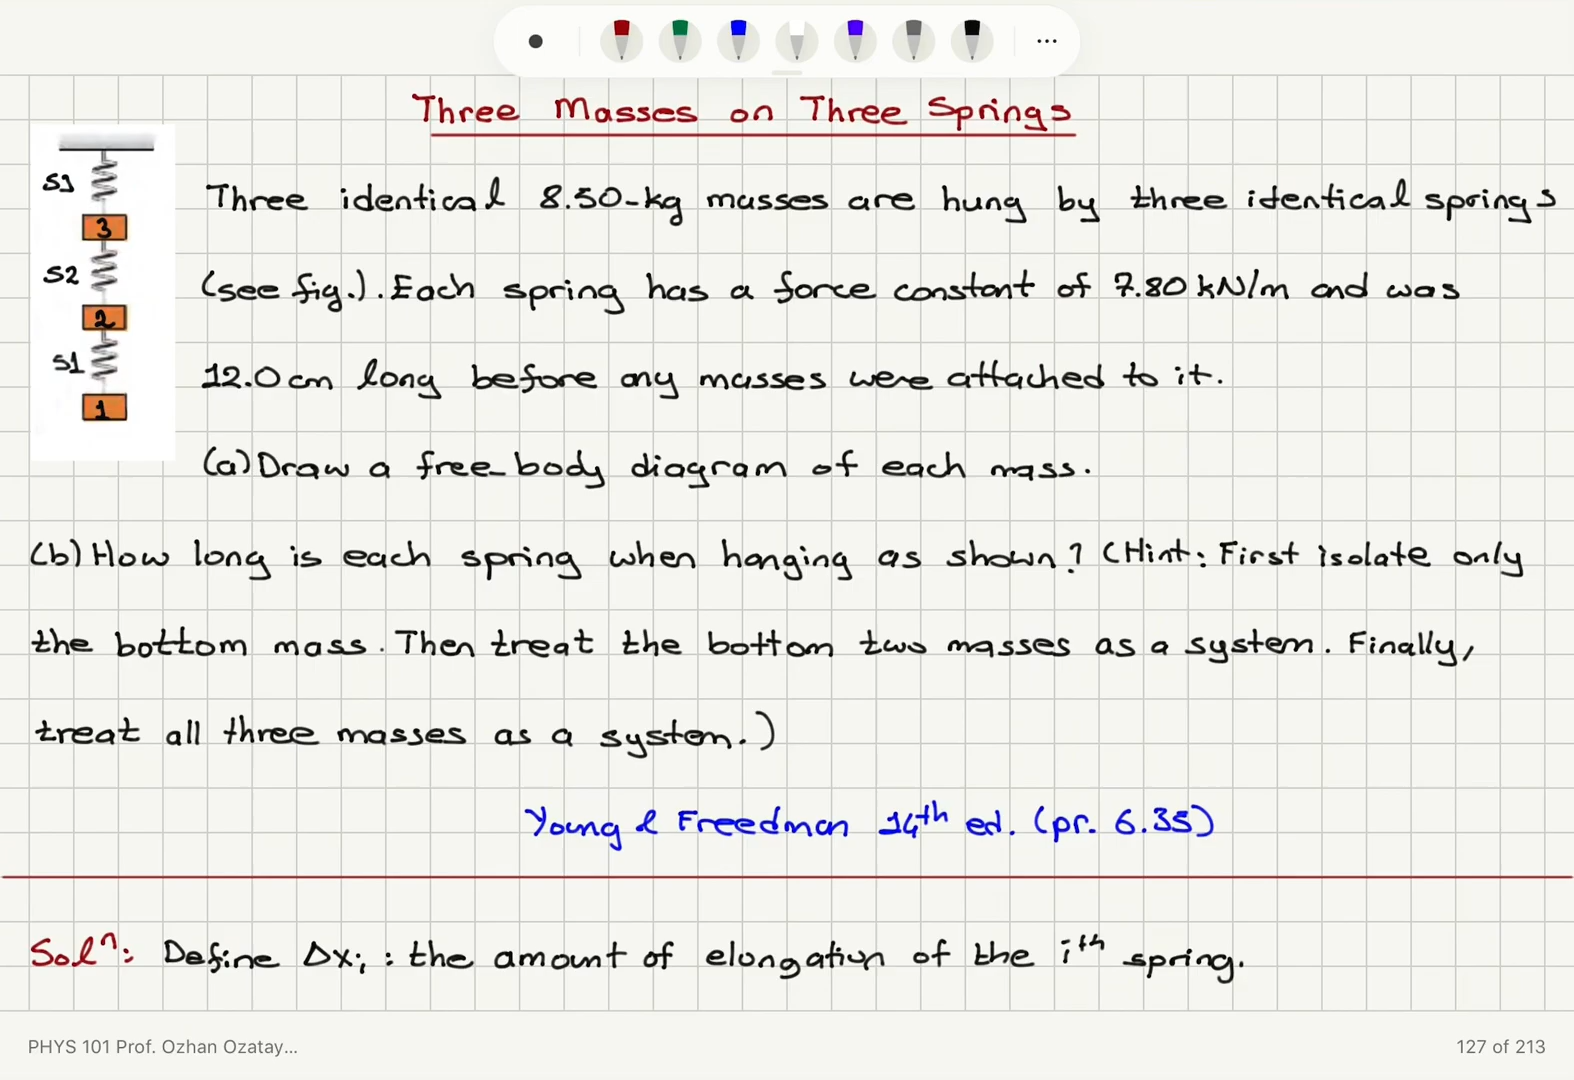 Three Masses on Three Springs
S1
3
S2
2
S1
1
Three identical 8.50-kg masses are hung by three identical springs
(see fig.). Each spring has a force constant of 7.80 kN/m and was
12.0 cm long before any masses were attached to it.
(a) Draw a free-body diagram of each mass.
(b) How long is each spring when hanging as shown? (Hint: First isolate only
the bottom mass. Then treat the bottom two masses as a system. Finally,
treat all three masses as a system.)
Young & Freedman 14th ed. (pr. 6.35)
Solⁿ: Define Δxᵢ : the amount of elongation of the iᵗʰ spring.
PHYS 101 Prof. Ozhan Ozatay...
127 of 213